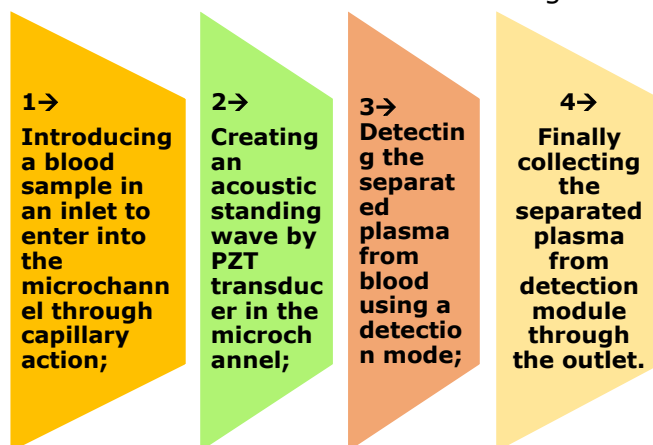 1→
Introducing
a blood
sample in
an inlet to
enter into
the
microchann
el through
capillary
action;
2→
Creating
an
acoustic
standing
wave by
PZT
transduc
er in the
microch
annel;
3→
Detectin
g the
separat
ed
plasma
from
blood
using a
detectio
n mode;
4→
Finally
collecting
the
separated
plasma
from
detection
module
through
the outlet.